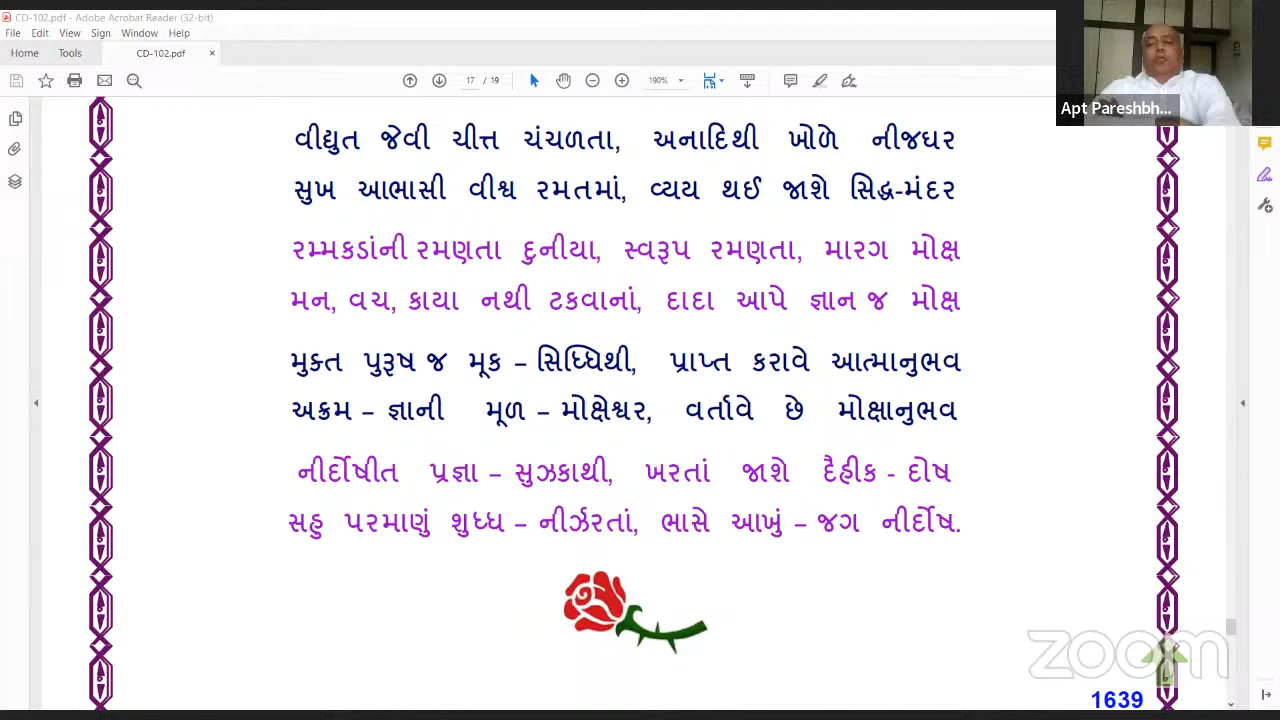 CD-102.pdf - Adobe Acrobat Reader (32-bit)
File Edit View Sign Window Help
Home Tools CD-102.pdf ×
17 / 19 190%
Apt Pareshbh...
વીદ્યુત જેવી ચીત્ત ચંચળતા, અનાદિથી ખોળે નીજઘર
સુખ આભાસી વીશ્વ રમતમાં, વ્યય થઈ જાશે સિદ્ધ-મંદર
રમ્મકડાંની રમણતા દુનીયા, સ્વરૂપ રમણતા, મારગ મોક્ષ
મન, વચ, કાયા નથી ટકવાનાં, દાદા આપે જ્ઞાન જ મોક્ષ
મુક્ત પુરૂષ જ મૂક – સિધ્ધિથી, પ્રાપ્ત કરાવે આત્માનુભવ
અક્રમ – જ્ઞાની મૂળ – મોક્ષેશ્વર, વર્તાવે છે મોક્ષાનુભવ
નીર્દોષીત પ્રજ્ઞા – સુઝકાથી, ખરતાં જાશે દૈહીક - દોષ
સહુ પરમાણું શુધ્ધ – નીર્ઝરતાં, ભાસે આખું – જગ નીર્દોષ.
zoom
1639